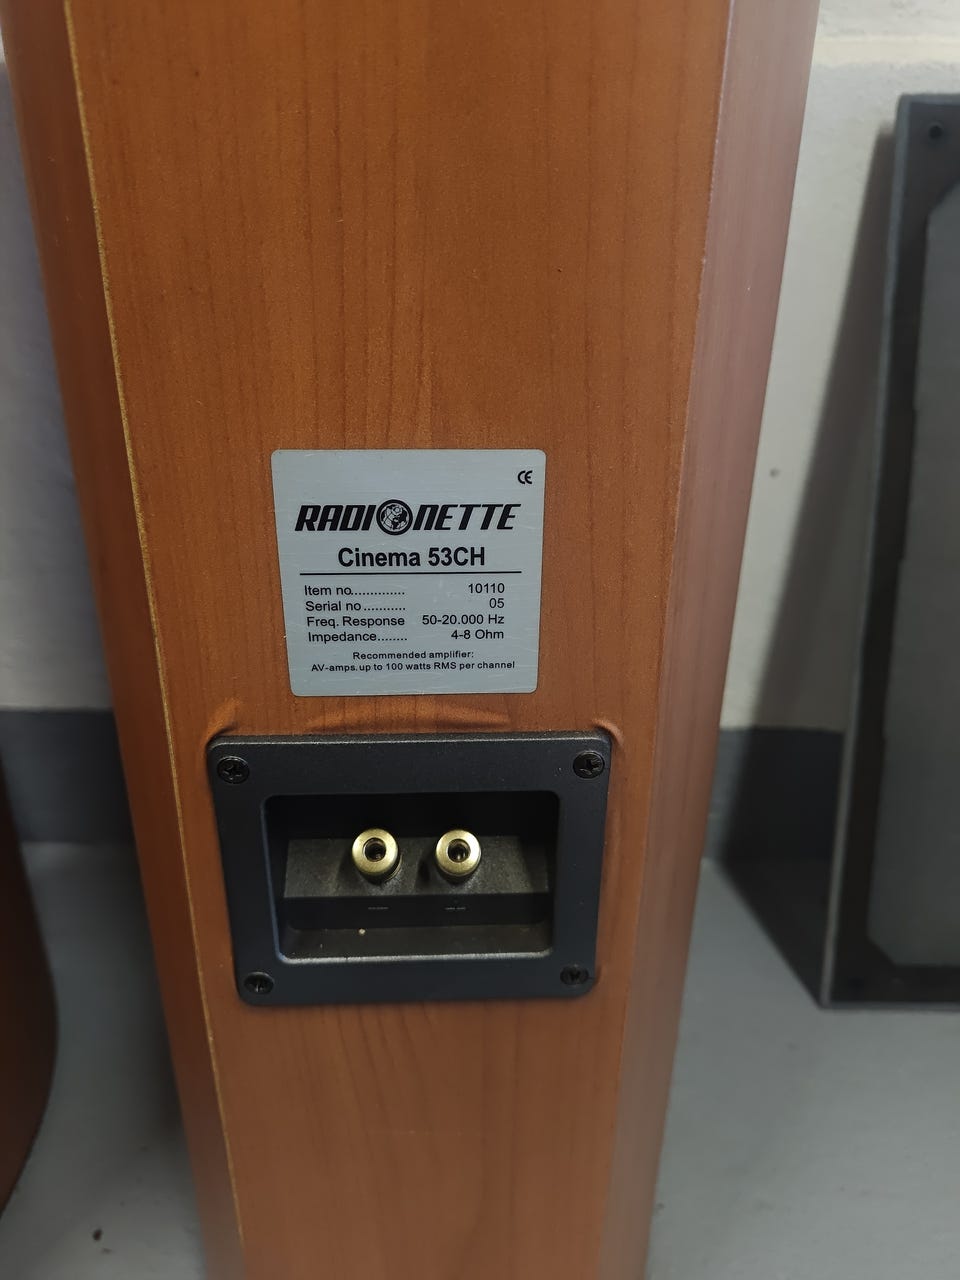 CE
RADIONETTE
Cinema 53CH
Item no.............. 10110
Serial no........... 05
Freq. Response 50-20.000 Hz
Impedance........ 4-8 Ohm
Recommended amplifier:
AV-amps.up to 100 watts RMS per channel